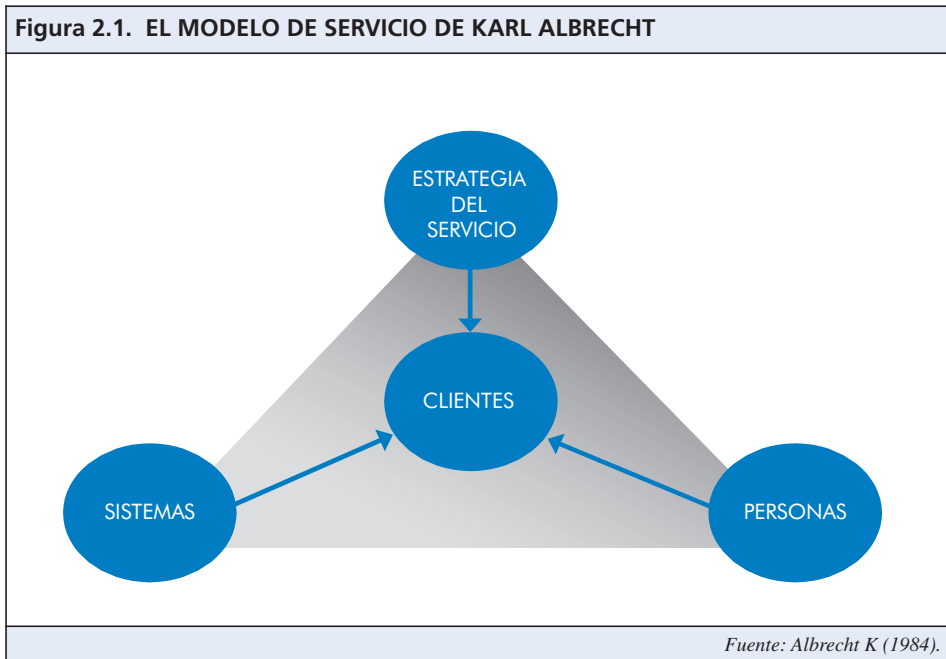 Figura 2.1. EL MODELO DE SERVICIO DE KARL ALBRECHT
ESTRATEGIA
DEL
SERVICIO
CLIENTES
SISTEMAS
PERSONAS
Fuente: Albrecht K (1984).